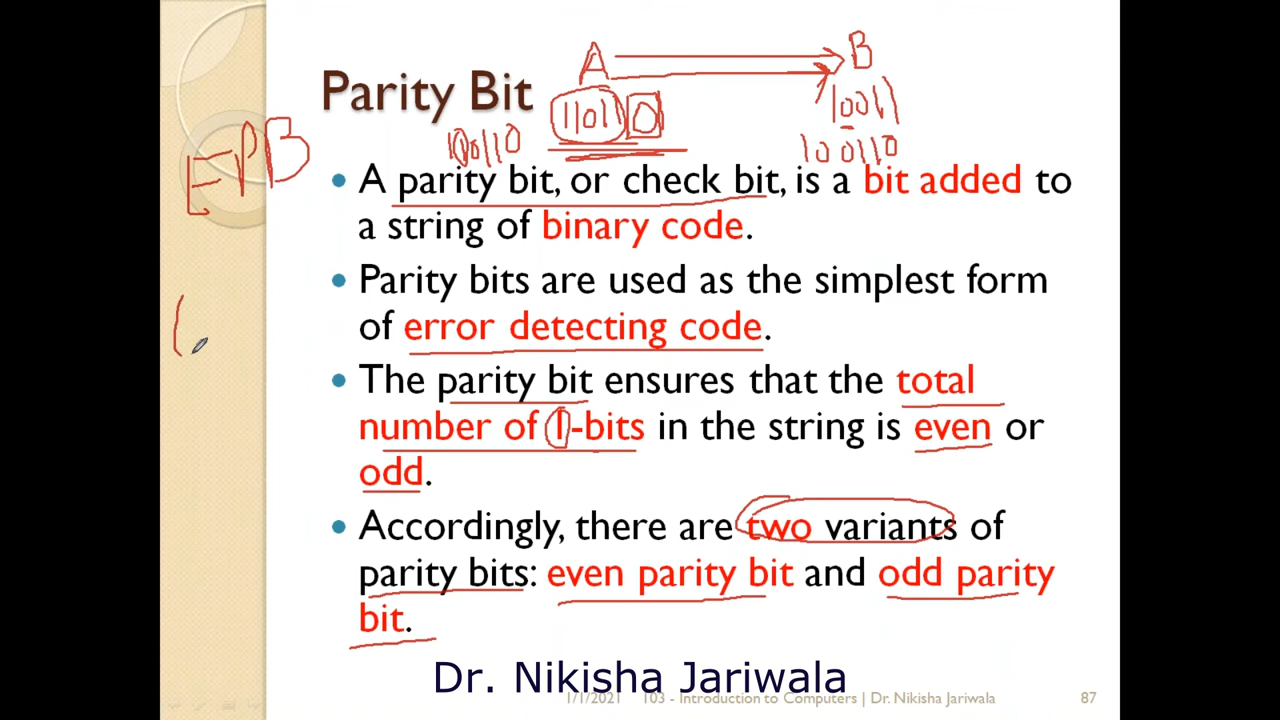 A B
Parity Bit
1101 0 10011
EPB 100110
A parity bit, or check bit, is a bit added to
a string of binary code.
Parity bits are used as the simplest form
of error detecting code.
The parity bit ensures that the total
number of 1-bits in the string is even or
odd.
Accordingly, there are two variants of
parity bits: even parity bit and odd parity
bit.
Dr. Nikisha Jariwala
1/1/2021 103 - Introduction to Computers | Dr. Nikisha Jariwala 87